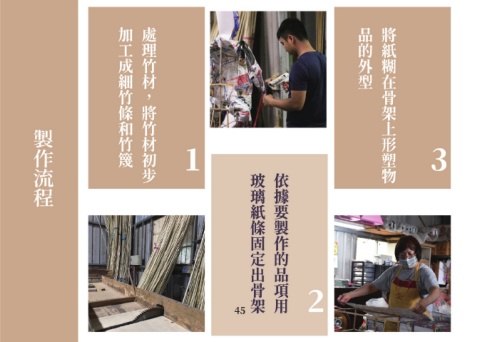 製作流程
處理竹材，將竹材初步
加工成細竹條和竹篾
1
依據要製作的品項用
玻璃紙條固定出骨架
2
45
將紙糊在骨架上形塑物
品的外型
3